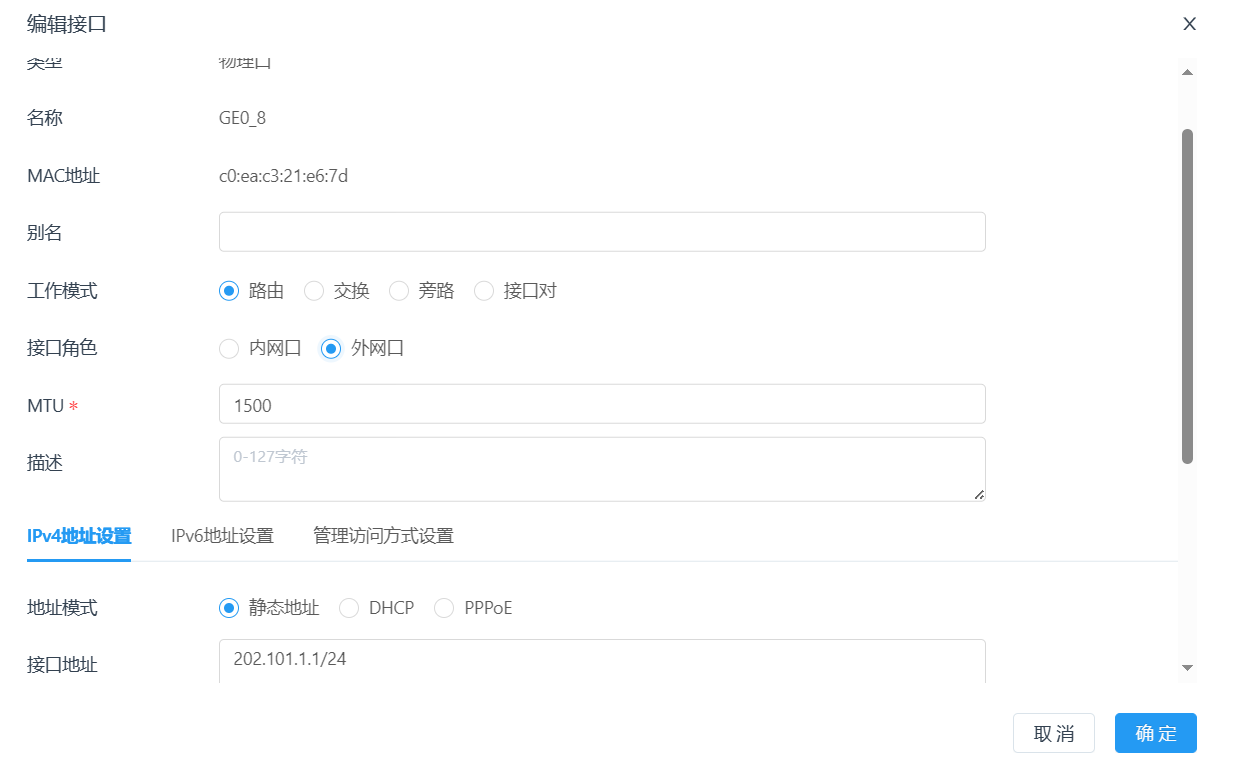 编辑接口 X
类型 物理口
名称 GE0_8
MAC地址 c0:ea:c3:21:e6:7d
别名
工作模式 路由 交换 旁路 接口对
接口角色 内网口 外网口
MTU * 1500
描述 0-127字符
IPv4地址设置 IPv6地址设置 管理访问方式设置
地址模式 静态地址 DHCP PPPoE
接口地址 202.101.1.1/24
取消 确定